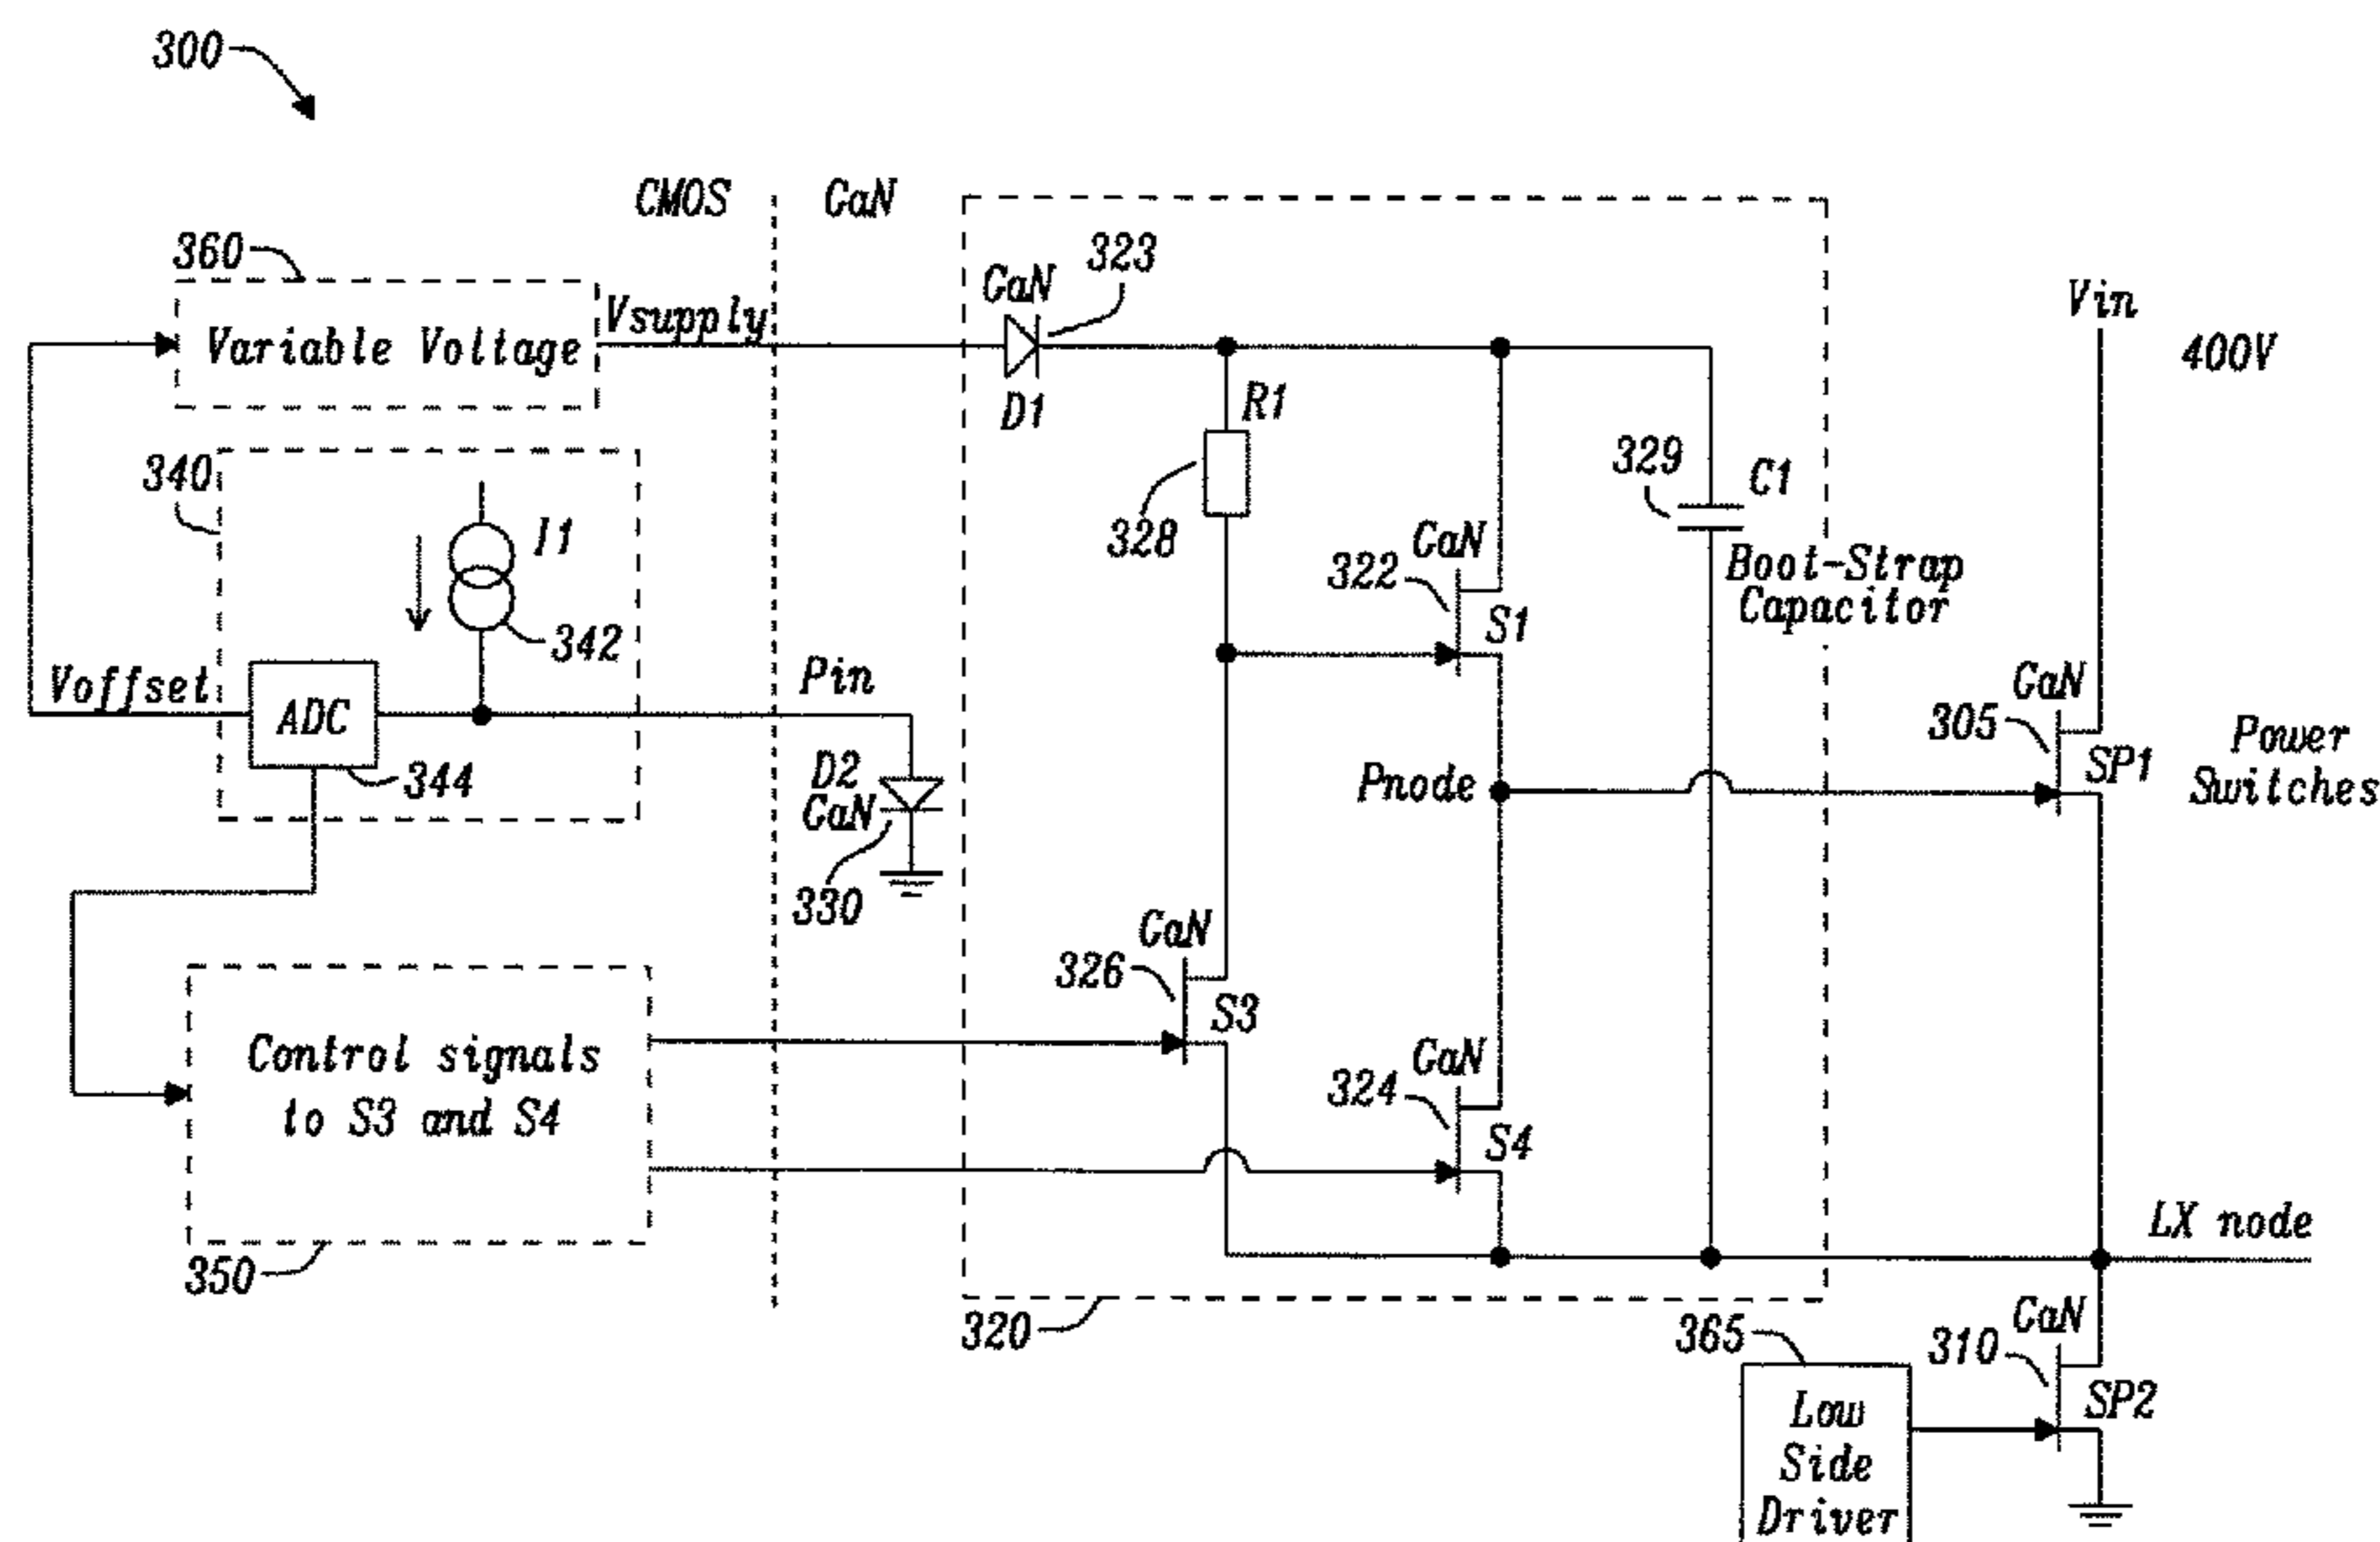 300
CMOS
GaN
360
Variable Voltage
Vsupply
GaN
323
D1
R1
328
329
C1
Boot-Strap
Capacitor
Vin
400V
340
I1
342
Voffset
ADC
344
Pin
D2
GaN
330
GaN
322
S1
Pnode
GaN
305
SP1
Power
Switches
GaN
326
S3
GaN
324
S4
Control signals
to S3 and S4
350
320
LX node
365
GaN
310
SP2
Low
Side
Driver